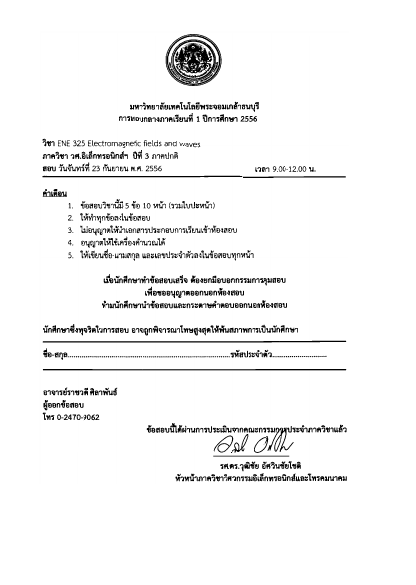 มหาวิทยาลัยเทคโนโลยีพระจอมเกล้าธนบุรี
การสอบกลางภาคเรียนที่ 1 ปีการศึกษา 2556
วิชา ENE 325 Electromagnetic fields and waves
ภาควิชา วศ.อิเล็กทรอนิกส์ฯ ปีที่ 3 ภาคปกติ
สอบ วันจันทร์ที่ 23 กันยายน พ.ศ. 2556 เวลา 9.00-12.00 น.
คำเตือน
1. ข้อสอบวิชานี้มี 5 ข้อ 10 หน้า (รวมใบปะหน้า)
2. ให้ทำทุกข้อลงในข้อสอบ
3. ไม่อนุญาตให้นำเอกสารประกอบการเรียนเข้าห้องสอบ
4. อนุญาตให้ใช้เครื่องคำนวณได้
5. ให้เขียนชื่อ-นามสกุล และเลขประจำตัวลงในข้อสอบทุกหน้า
เมื่อนักศึกษาทำข้อสอบเสร็จ ต้องยกมือบอกกรรมการคุมสอบ
เพื่อขออนุญาตออกนอกห้องสอบ
ห้ามนักศึกษานำข้อสอบและกระดาษคำตอบออกนอกห้องสอบ
นักศึกษาซึ่งทุจริตในการสอบ อาจถูกพิจารณาโทษสูงสุดให้พ้นสภาพการเป็นนักศึกษา
ชื่อ-สกุล..........................................................................รหัสประจำตัว.........................
อาจารย์ราชวดี ศิลาพันธ์
ผู้ออกข้อสอบ
โทร 0-2470-9062
ข้อสอบนี้ได้ผ่านการประเมินจากคณะกรรมการประจำภาควิชาแล้ว
รศ.ดร.วุฒิชัย อัศวินชัยโชติ
หัวหน้าภาควิชาวิศวกรรมอิเล็กทรอนิกส์และโทรคมนาคม